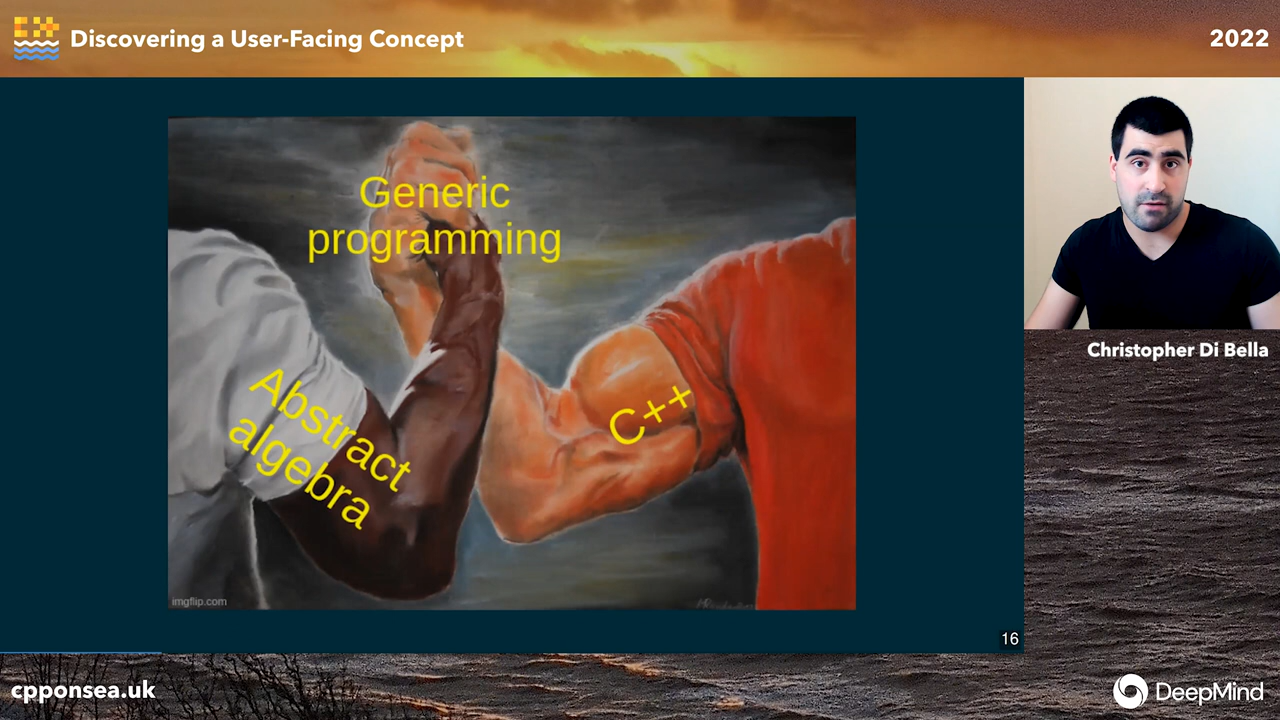 Discovering a User-Facing Concept
2022
Generic
programming
Abstract
algebra
C++
imgflip.com
Christopher Di Bella
16
cpponsea.uk
DeepMind